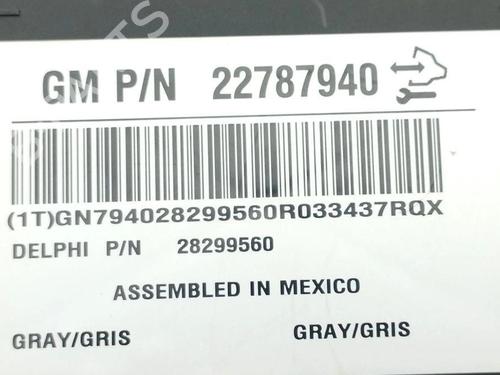 GM P/N 22787940
(1T)GN794028299560R033437RQX
DELPHI P/N 28299560
ASSEMBLED IN MEXICO
GRAY/GRIS GRAY/GRIS